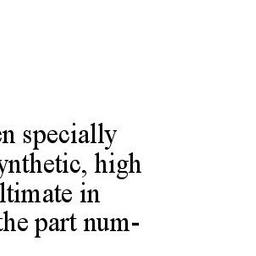 en specially
ynthetic, high
ltimate in
the part num-